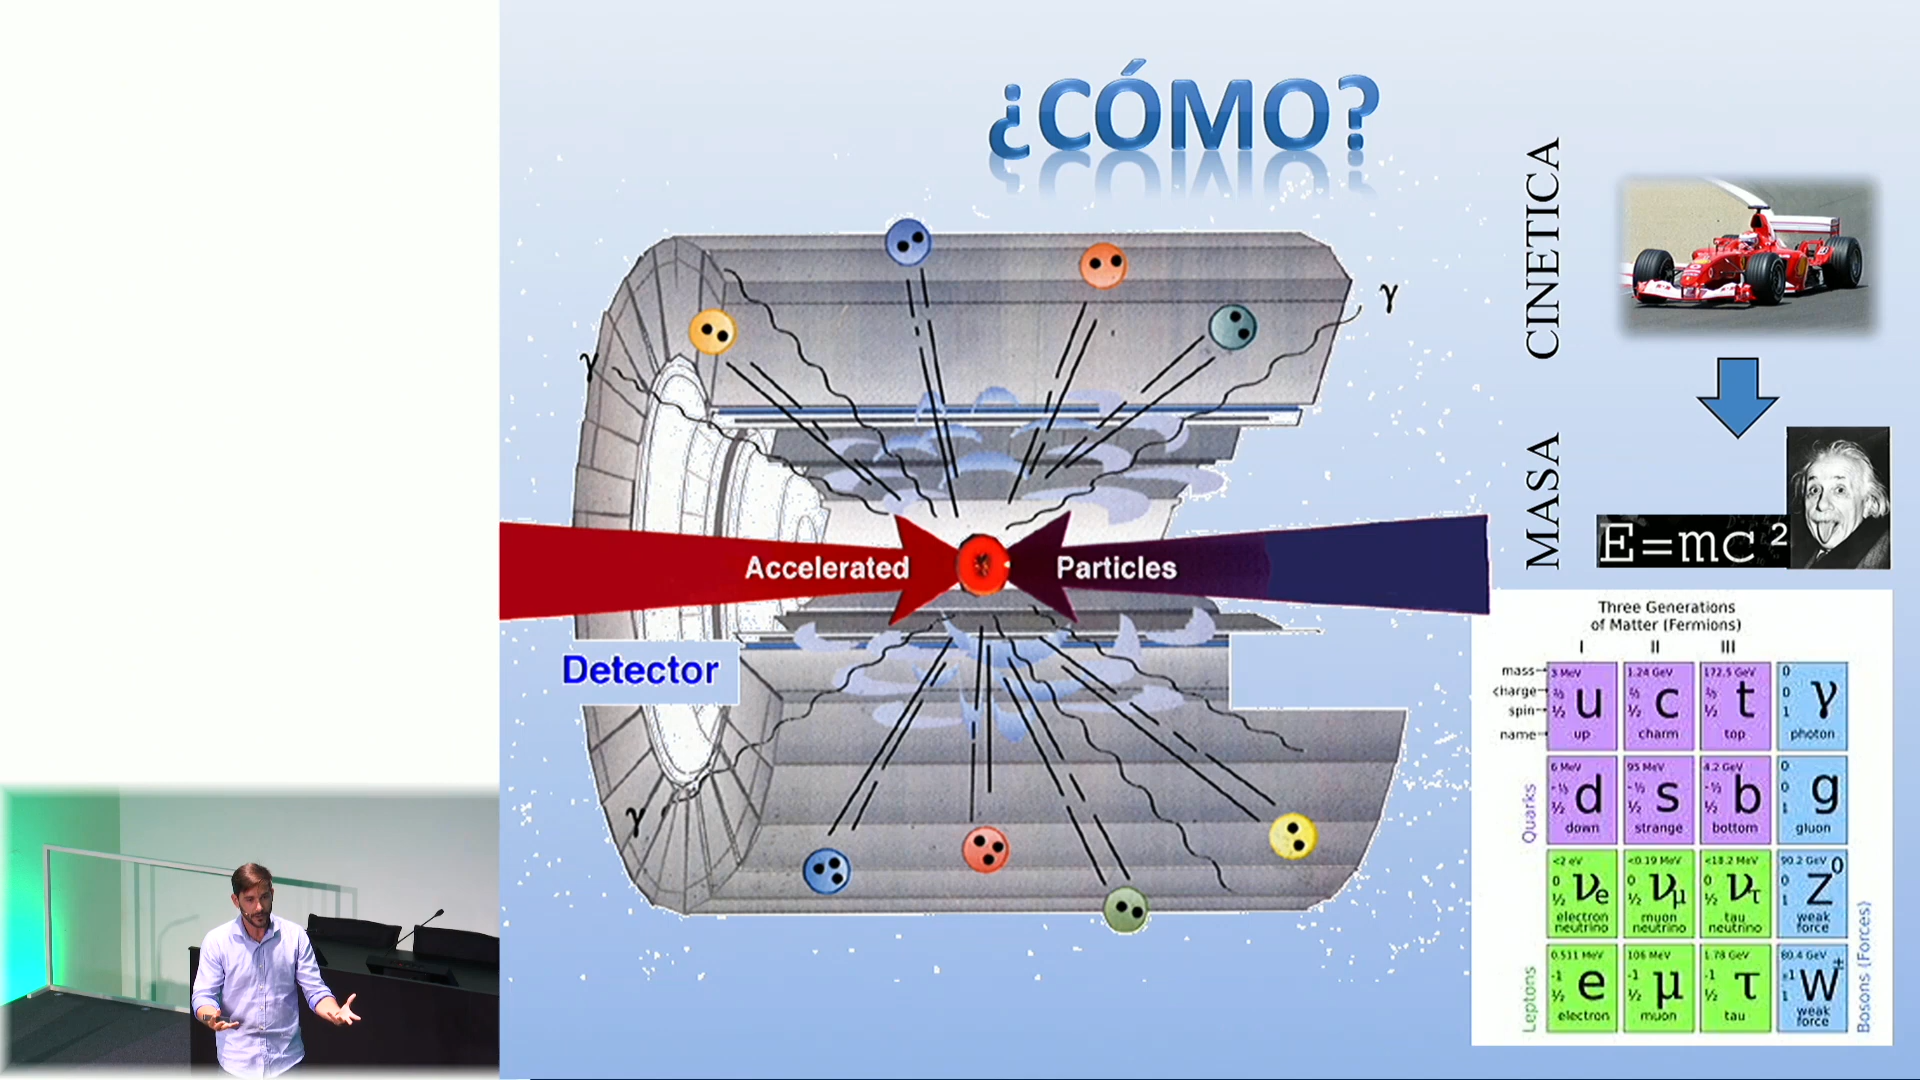 ¿CÓMO?
CINETICA
MASA
E=mc²
γ
γ
γ
Accelerated
Particles
Detector
Three Generations
of Matter (Fermions)
I II III
mass→
charge→
spin→
name→
3 MeV
⅔
½
u
up
1.24 GeV
⅔
½
c
charm
172.5 GeV
⅔
½
t
top
0
0
1
γ
photon
Quarks
6 MeV
-⅓
½
d
down
95 MeV
-⅓
½
s
strange
4.2 GeV
-⅓
½
b
bottom
0
0
1
g
gluon
<2 eV
0
½
νe
electron
neutrino
<0.19 MeV
0
½
νμ
muon
neutrino
<18.2 MeV
0
½
ντ
tau
neutrino
90.2 GeV
0
1
Z⁰
weak
force
Leptons
0.511 MeV
-1
½
e
electron
106 MeV
-1
½
μ
muon
1.78 GeV
-1
½
τ
tau
80.4 GeV
±1
1
W±
weak
force
Bosons (Forces)